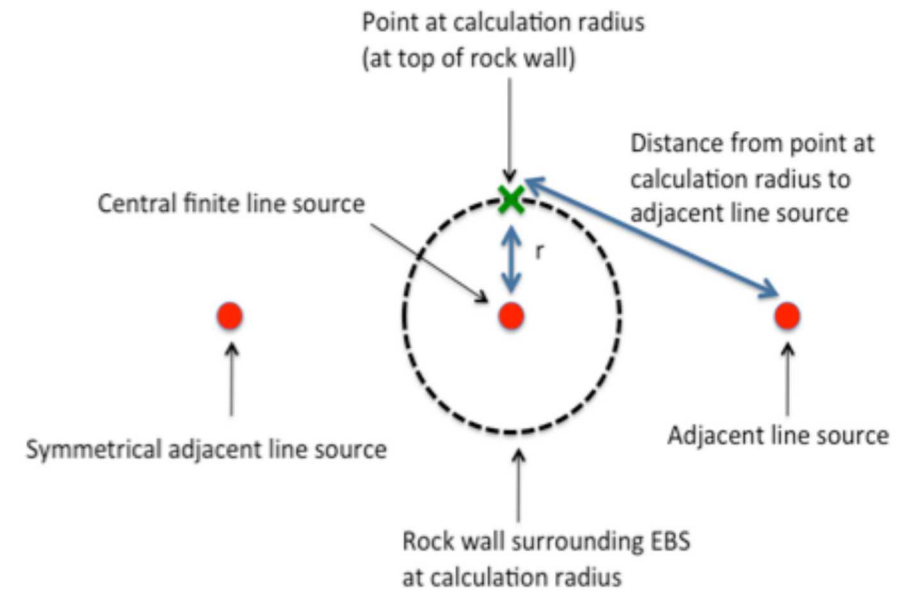 Point at calculation radius
(at top of rock wall)
Distance from point at
calculation radius to
adjacent line source
Central finite line source
r
Symmetrical adjacent line source
Adjacent line source
Rock wall surrounding EBS
at calculation radius